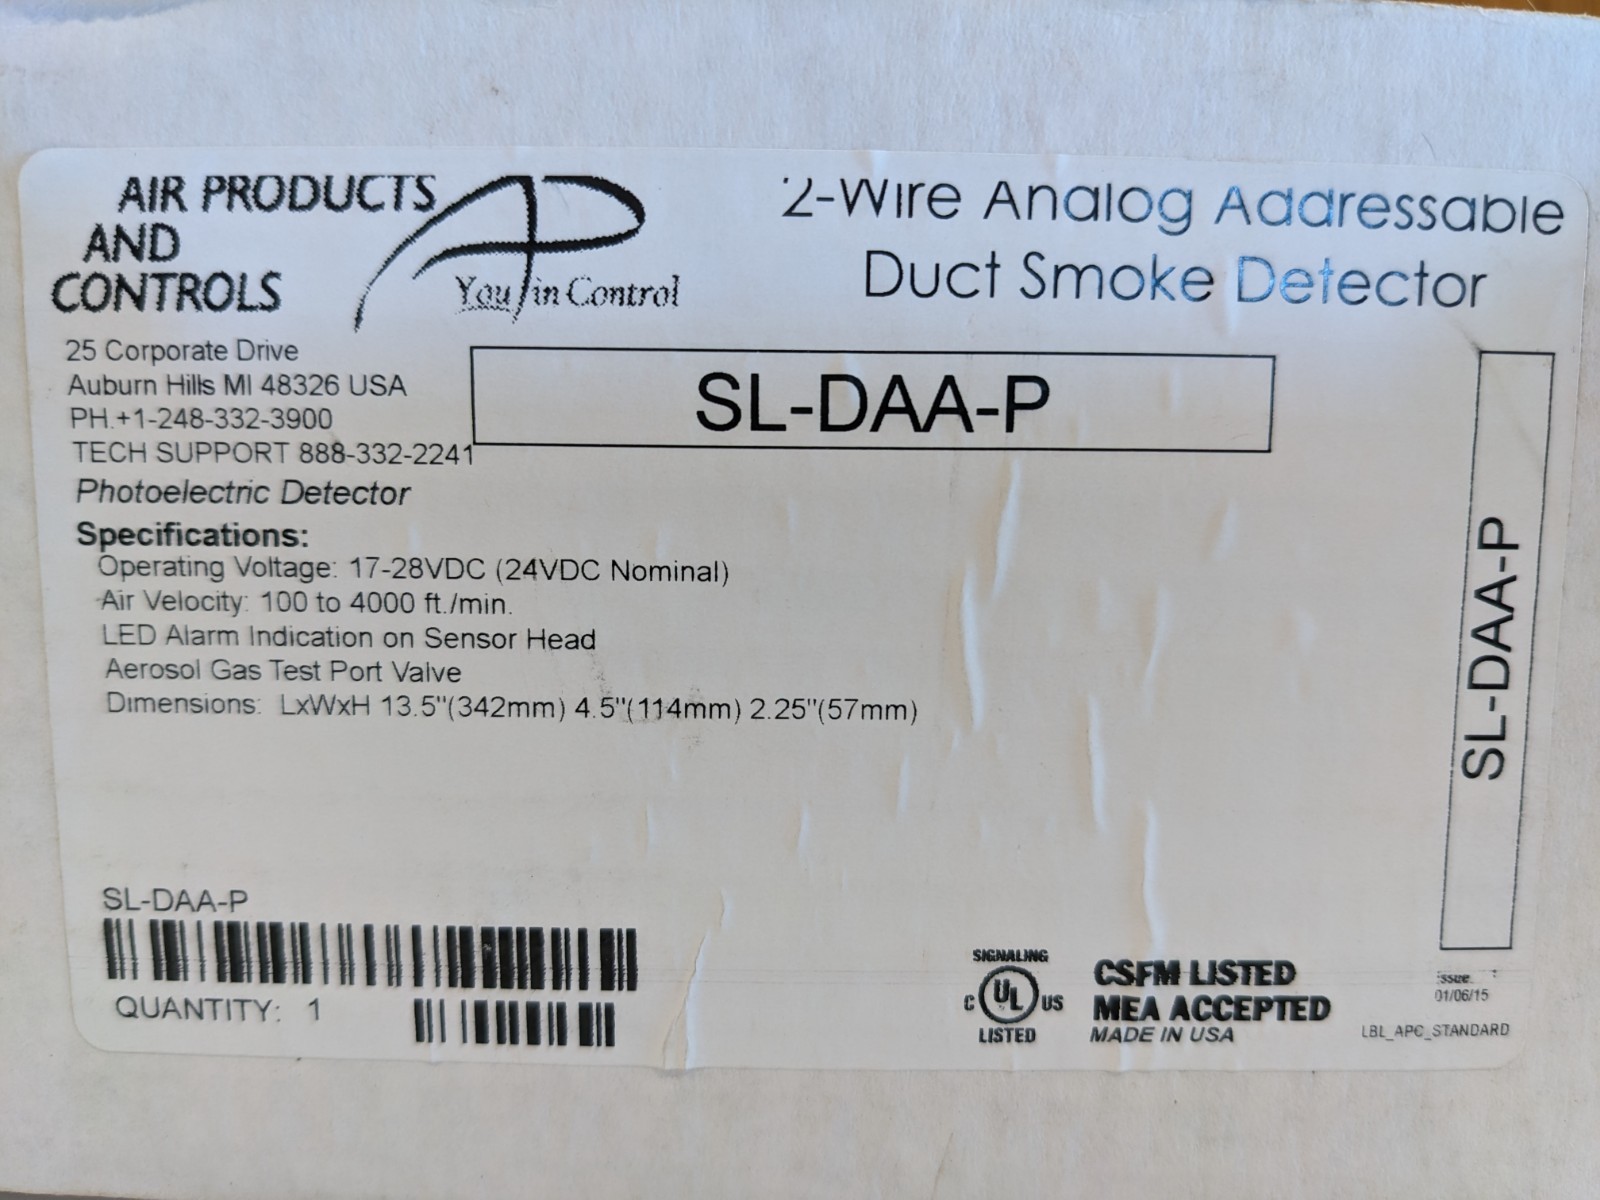 AIR PRODUCTS
AND
CONTROLS
You in Control
2-Wire Analog Addressable
Duct Smoke Detector
25 Corporate Drive
Auburn Hills MI 48326 USA
PH.+1-248-332-3900
TECH SUPPORT 888-332-2241
SL-DAA-P
Photoelectric Detector
Specifications:
Operating Voltage: 17-28VDC (24VDC Nominal)
Air Velocity: 100 to 4000 ft./min.
LED Alarm Indication on Sensor Head
Aerosol Gas Test Port Valve
Dimensions: LxWxH 13.5"(342mm) 4.5"(114mm) 2.25"(57mm)
SL-DAA-P
SL-DAA-P
QUANTITY: 1
SIGNALING
C UL US
LISTED
CSFM LISTED
MEA ACCEPTED
MADE IN USA
Issue
01/06/15
LBL_APC_STANDARD